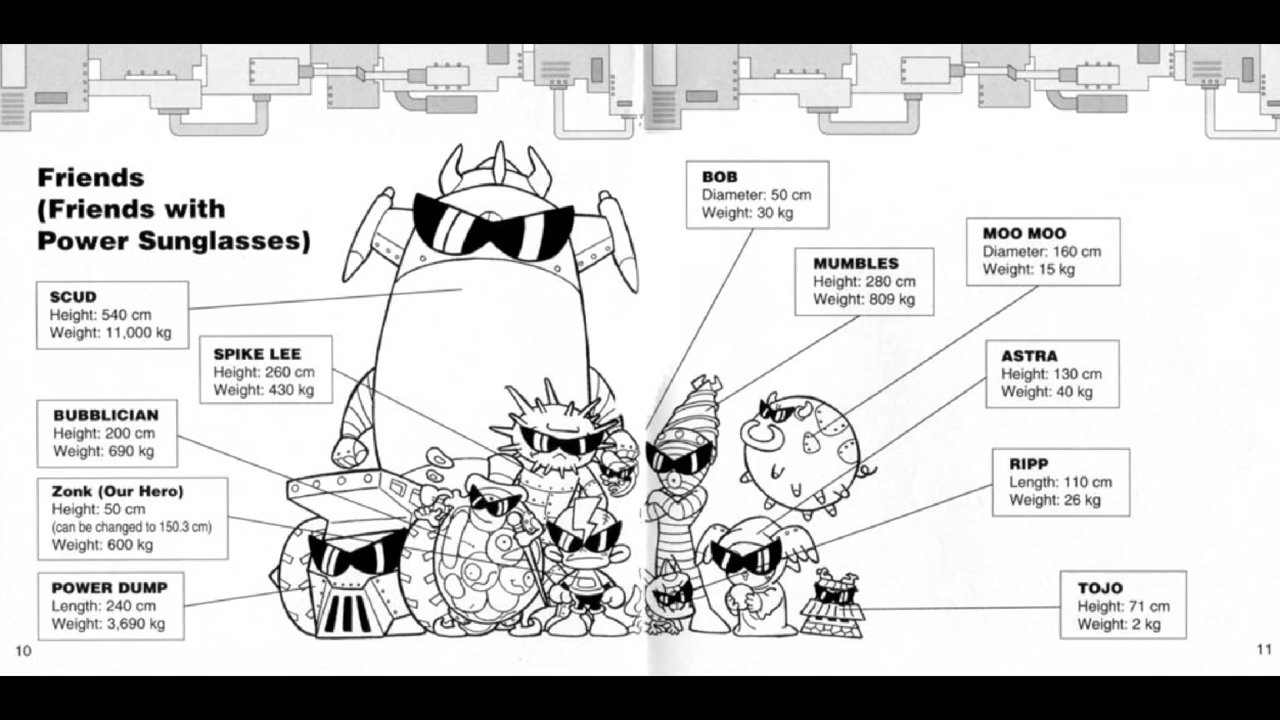 Friends
(Friends with
Power Sunglasses)
SCUD
Height: 540 cm
Weight: 11,000 kg
SPIKE LEE
Height: 260 cm
Weight: 430 kg
BUBBLICIAN
Height: 200 cm
Weight: 690 kg
Zonk (Our Hero)
Height: 50 cm
(can be changed to 150.3 cm)
Weight: 600 kg
POWER DUMP
Length: 240 cm
Weight: 3,690 kg
10
BOB
Diameter: 50 cm
Weight: 30 kg
MUMBLES
Height: 280 cm
Weight: 809 kg
MOO MOO
Diameter: 160 cm
Weight: 15 kg
ASTRA
Height: 130 cm
Weight: 40 kg
RIPP
Length: 110 cm
Weight: 26 kg
TOJO
Height: 71 cm
Weight: 2 kg
11